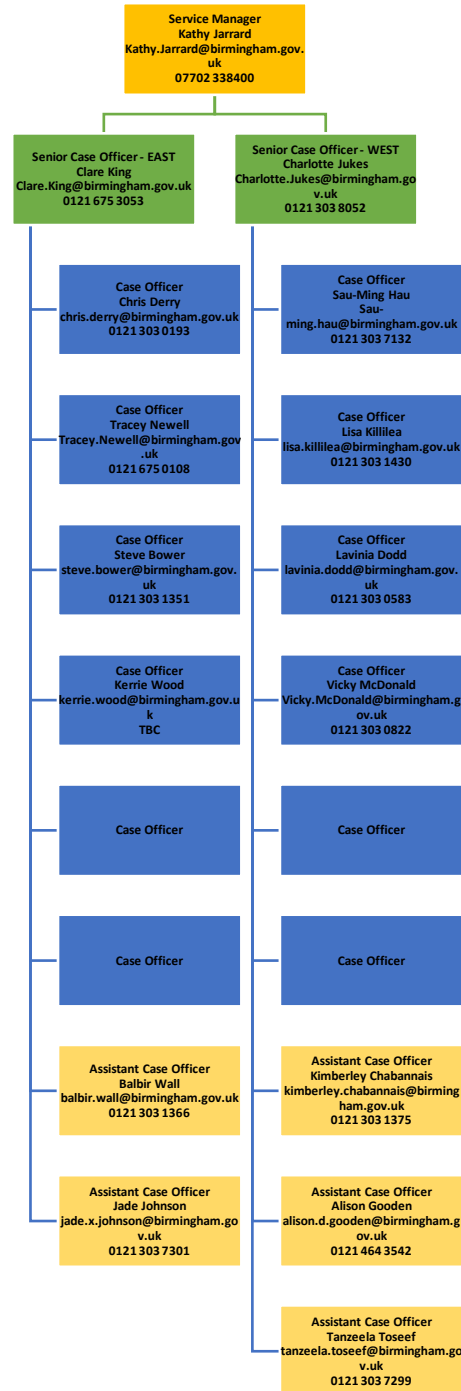 Service Manager
Kathy Jarrard
Kathy.Jarrard@birmingham.gov.
uk
07702 338400
Senior Case Officer - EAST
Clare King
Clare.King@birmingham.gov.uk
0121 675 3053
Senior Case Officer - WEST
Charlotte Jukes
Charlotte.Jukes@birmingham.go
v.uk
0121 303 8052
Case Officer
Chris Derry
chris.derry@birmingham.gov.uk
0121 303 0193
Case Officer
Tracey Newell
Tracey.Newell@birmingham.gov
.uk
0121 675 0108
Case Officer
Steve Bower
steve.bower@birmingham.gov.
uk
0121 303 1351
Case Officer
Kerrie Wood
kerrie.wood@birmingham.gov.u
k
TBC
Case Officer
Case Officer
Assistant Case Officer
Balbir Wall
balbir.wall@birmingham.gov.uk
0121 303 1366
Assistant Case Officer
Jade Johnson
jade.x.johnson@birmingham.go
v.uk
0121 303 7301
Case Officer
Sau-Ming Hau
Sau-
ming.hau@birmingham.gov.uk
0121 303 7132
Case Officer
Lisa Killilea
lisa.killilea@birmingham.gov.uk
0121 303 1430
Case Officer
Lavinia Dodd
lavinia.dodd@birmingham.gov.
uk
0121 303 0583
Case Officer
Vicky McDonald
Vicky.McDonald@birmingham.g
ov.uk
0121 303 0822
Case Officer
Case Officer
Assistant Case Officer
Kimberley Chabannais
kimberley.chabannais@birming
ham.gov.uk
0121 303 1375
Assistant Case Officer
Alison Gooden
alison.d.gooden@birmingham.g
ov.uk
0121 464 3542
Assistant Case Officer
Tanzeela Toseef
tanzeela.toseef@birmingham.go
v.uk
0121 303 7299